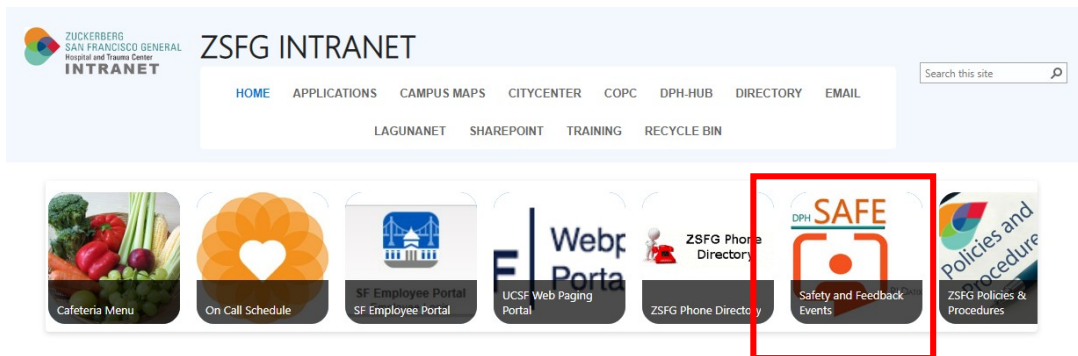 ZUCKERBERG
SAN FRANCISCO GENERAL
Hospital and Trauma Center
INTRANET
ZSFG INTRANET
Search this site
HOME APPLICATIONS CAMPUS MAPS CITYCENTER COPC DPH-HUB DIRECTORY EMAIL
LAGUNANET SHAREPOINT TRAINING RECYCLE BIN
Cafeteria Menu
On Call Schedule
SF Employee Portal
SF Employee Portal
F Webp
Porta
UCSF Web Paging
Portal
ZSFG Phone
Directory
ZSFG Phone Directory
DPH SAFE
Safety and Feedback
Events
Policies and
Procedure
ZSFG Policies &
Procedures